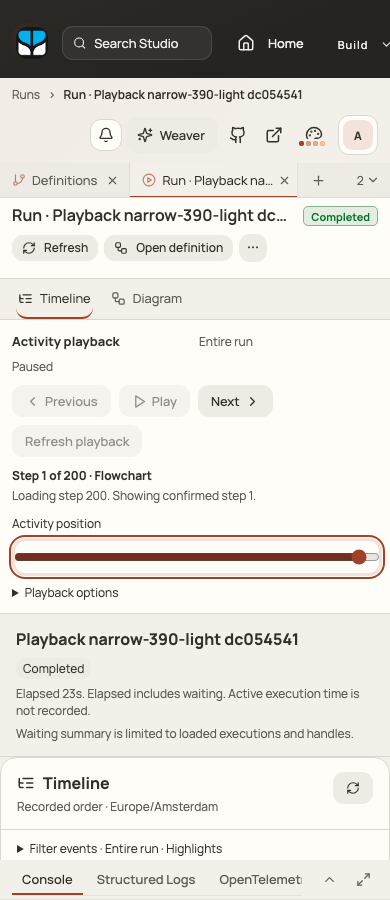 Search Studio
Home
Build
Runs > Run · Playback narrow-390-light dc054541
Weaver
A
Definitions
Run · Playback na...
2
Run · Playback narrow-390-light dc...
Completed
Refresh
Open definition
...
Timeline
Diagram
Activity playback
Entire run
Paused
Previous
Play
Next
Refresh playback
Step 1 of 200 · Flowchart
Loading step 200. Showing confirmed step 1.
Activity position
Playback options
Playback narrow-390-light dc054541
Completed
Elapsed 23s. Elapsed includes waiting. Active execution time is
not recorded.
Waiting summary is limited to loaded executions and handles.
Timeline
Recorded order · Europe/Amsterdam
Filter events · Entire run · Highlights
Console
Structured Logs
OpenTelemet